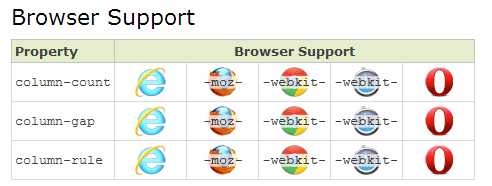 Browser Support
Property Browser Support
column-count -moz- -webkit- -webkit-
column-gap -moz- -webkit- -webkit-
column-rule -moz- -webkit- -webkit-